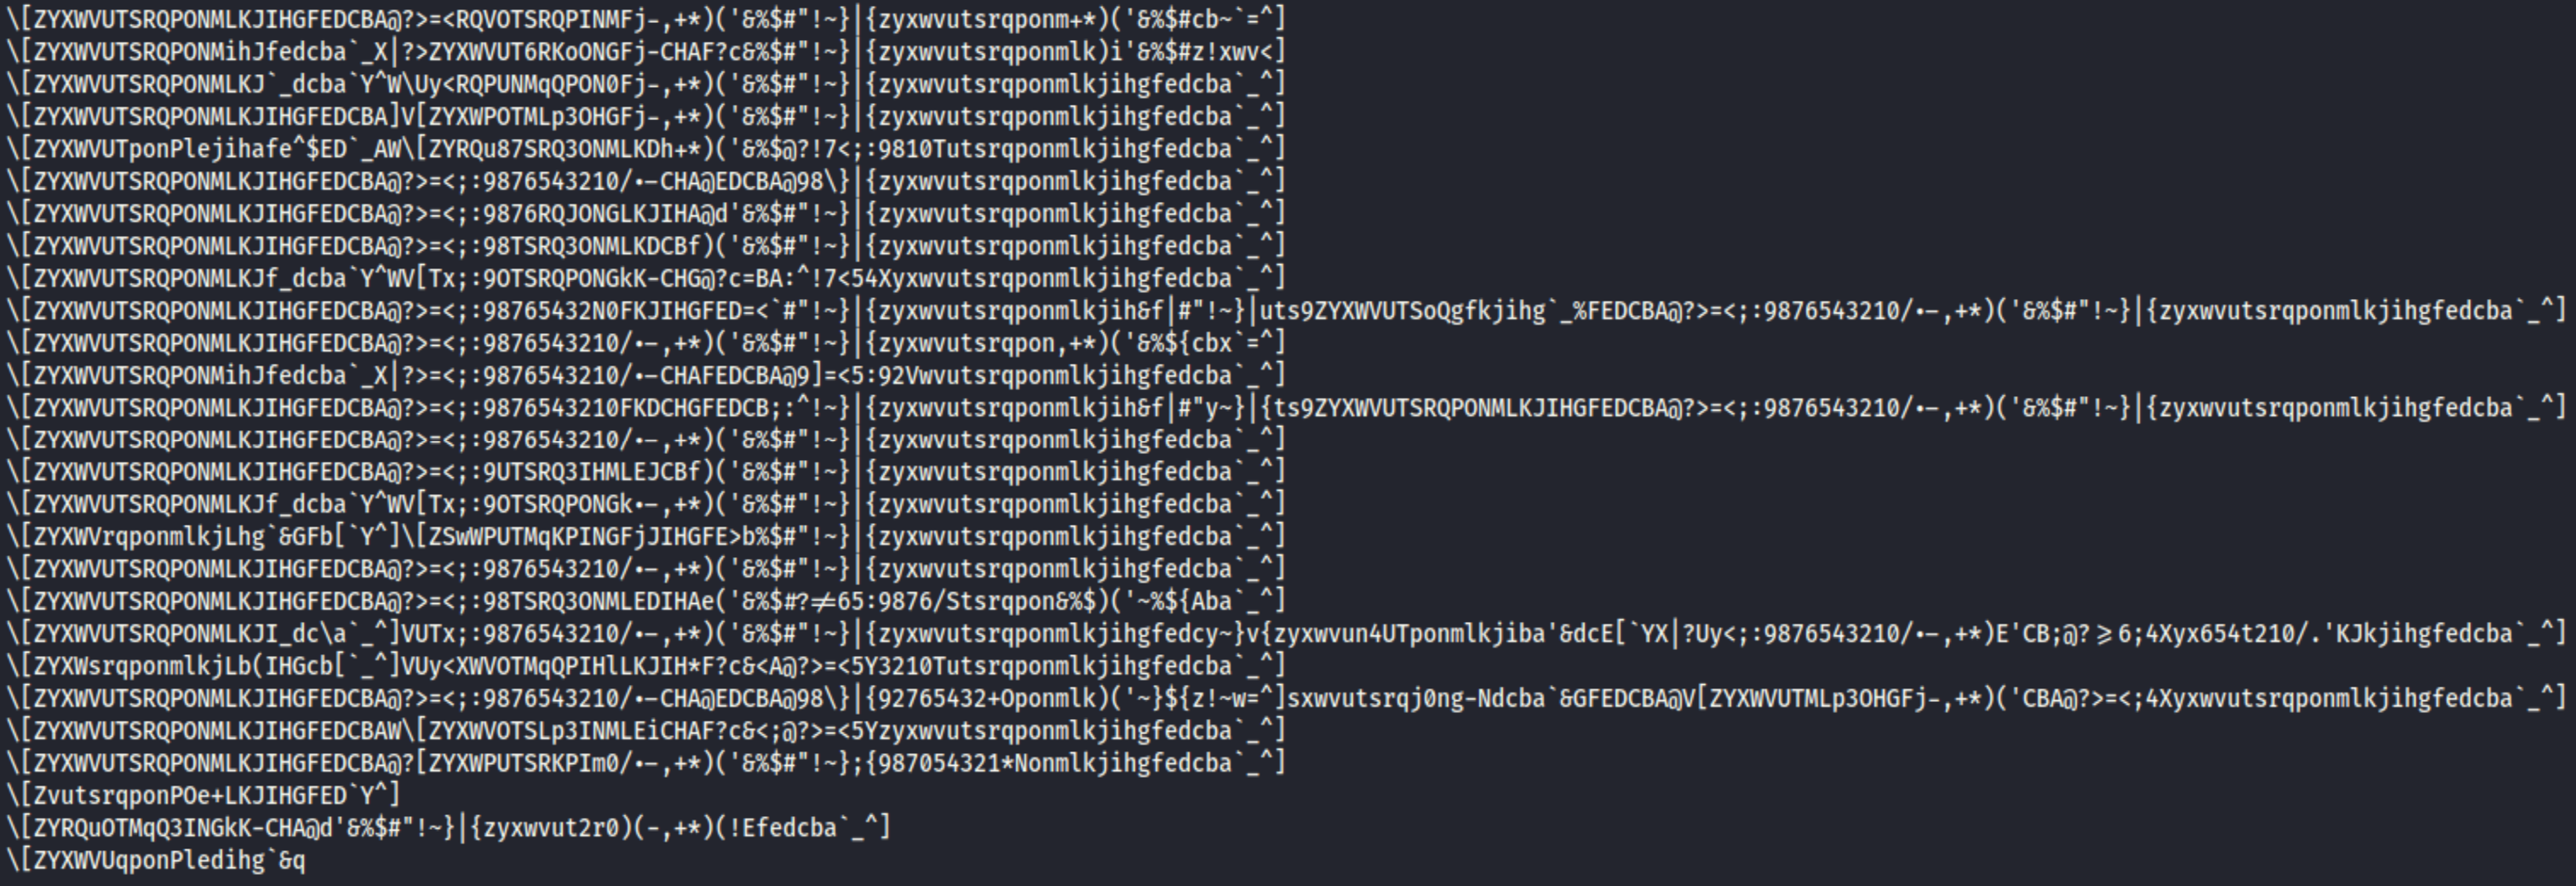 \[ZYXWVUTSRQPONMLKJIHGFEDCBA@?>=<RQVOTSRQPINMFj-,+*)('&%$#"!~}|{zyxwvutsrqponm+*)('&%$#cb~`=^]
\[ZYXWVUTSRQPONMihJfedcba`_X|?>ZYXWVUT6RKoONGFj-CHAF?c&%$#"!~}|{zyxwvutsrqponmlk)i'&%$#z!xwv<]
\[ZYXWVUTSRQPONMLKJ`_dcba`Y^W\Uy<RQPUNMqQPON0Fj-,+*)('&%$#"!~}|{zyxwvutsrqponmlkjihgfedcba`_^]
\[ZYXWVUTSRQPONMLKJIHGFEDCBA]V[ZYXWPOTMLp3OHGFj-,+*)('&%$#"!~}|{zyxwvutsrqponmlkjihgfedcba`_^]
\[ZYXWVUTponPlejihafe^$ED`_AW\[ZYRQu87SRQ3ONMLKDh+*)('&%$@?!7<;:9810Tutsrqponmlkjihgfedcba`_^]
\[ZYXWVUTSRQPONMLKJIHGFEDCBA@?>=<;:9876543210/•-CHA@EDCBA@98\}|{zyxwvutsrqponmlkjihgfedcba`_^]
\[ZYXWVUTSRQPONMLKJIHGFEDCBA@?>=<;:9876RQJONGLKJIHA@d'&%$#"!~}|{zyxwvutsrqponmlkjihgfedcba`_^]
\[ZYXWVUTSRQPONMLKJIHGFEDCBA@?>=<;:98TSRQ3ONMLKDCBf)('&%$#"!~}|{zyxwvutsrqponmlkjihgfedcba`_^]
\[ZYXWVUTSRQPONMLKJf_dcba`Y^WV[Tx;:9OTSRQPONGkK-CHG@?c=BA:^!7<54Xyxwvutsrqponmlkjihgfedcba`_^]
\[ZYXWVUTSRQPONMLKJIHGFEDCBA@?>=<;:98765432N0FKJIHGFED=<`#"!~}|{zyxwvutsrqponmlkjih&f|#"!~}|uts9ZYXWVUTSoQgfkjihg`_%FEDCBA@?>=<;:9876543210/•-,+*)('&%$#"!~}|{zyxwvutsrqponmlkjihgfedcba`_^]
\[ZYXWVUTSRQPONMLKJIHGFEDCBA@?>=<;:9876543210/•-,+*)('&%$#"!~}|{zyxwvutsrqpon,+*)('&%${cbx`=^]
\[ZYXWVUTSRQPONMihJfedcba`_X|?>=<;:9876543210/•-CHAFEDCBA@9]=<5:92Vwvutsrqponmlkjihgfedcba`_^]
\[ZYXWVUTSRQPONMLKJIHGFEDCBA@?>=<;:9876543210FKDCHGFEDCB;:^!~}|{zyxwvutsrqponmlkjih&f|#"y~}|{ts9ZYXWVUTSRQPONMLKJIHGFEDCBA@?>=<;:9876543210/•-,+*)('&%$#"!~}|{zyxwvutsrqponmlkjihgfedcba`_^]
\[ZYXWVUTSRQPONMLKJIHGFEDCBA@?>=<;:9876543210/•-,+*)('&%$#"!~}|{zyxwvutsrqponmlkjihgfedcba`_^]
\[ZYXWVUTSRQPONMLKJIHGFEDCBA@?>=<;:9UTSRQ3IHMLEJCBf)('&%$#"!~}|{zyxwvutsrqponmlkjihgfedcba`_^]
\[ZYXWVUTSRQPONMLKJf_dcba`Y^WV[Tx;:9OTSRQPONGk•-,+*)('&%$#"!~}|{zyxwvutsrqponmlkjihgfedcba`_^]
\[ZYXWVrqponmlkjLhg`&GFb[`Y^]\[ZSwWPUTMqKPINGFjJIHGFE>b%$#"!~}|{zyxwvutsrqponmlkjihgfedcba`_^]
\[ZYXWVUTSRQPONMLKJIHGFEDCBA@?>=<;:9876543210/•-,+*)('&%$#"!~}|{zyxwvutsrqponmlkjihgfedcba`_^]
\[ZYXWVUTSRQPONMLKJIHGFEDCBA@?>=<;:98TSRQ3ONMLEDIHAe('&%$#?≠65:9876/Stsrqpon&%$)('~%${Aba`_^]
\[ZYXWVUTSRQPONMLKJI_dc\a`_^]VUTx;:9876543210/•-,+*)('&%$#"!~}|{zyxwvutsrqponmlkjihgfedcy~}v{zyxwvun4UTponmlkjiba'&dcE[`YX|?Uy<;:9876543210/•-,+*)E'CB;@?⩾6;4Xyx654t210/.'KJkjihgfedcba`_^]
\[ZYXWsrqponmlkjLb(IHGcb[`_^]VUy<XWVOTMqQPIHlLKJIH*F?c&<A@?>=<5Y3210Tutsrqponmlkjihgfedcba`_^]
\[ZYXWVUTSRQPONMLKJIHGFEDCBA@?>=<;:9876543210/•-CHA@EDCBA@98\}|{92765432+Oponmlk)('~}${z!~w=^]sxwvutsrqj0ng-Ndcba`&GFEDCBA@V[ZYXWVUTMLp3OHGFj-,+*)('CBA@?>=<;4Xyxwvutsrqponmlkjihgfedcba`_^]
\[ZYXWVUTSRQPONMLKJIHGFEDCBAW\[ZYXWVOTSLp3INMLEiCHAF?c&<;@?>=<5Yzyxwvutsrqponmlkjihgfedcba`_^]
\[ZYXWVUTSRQPONMLKJIHGFEDCBA@?[ZYXWPUTSRKPIm0/•-,+*)('&%$#"!~};{987054321*Nonmlkjihgfedcba`_^]
\[ZvutsrqponPOe+LKJIHGFED`Y^]
\[ZYRQuOTMqQ3INGkK-CHA@d'&%$#"!~}|{zyxwvut2r0)(-,+*)(!Efedcba`_^]
\[ZYXWVUqponPledihg`&q